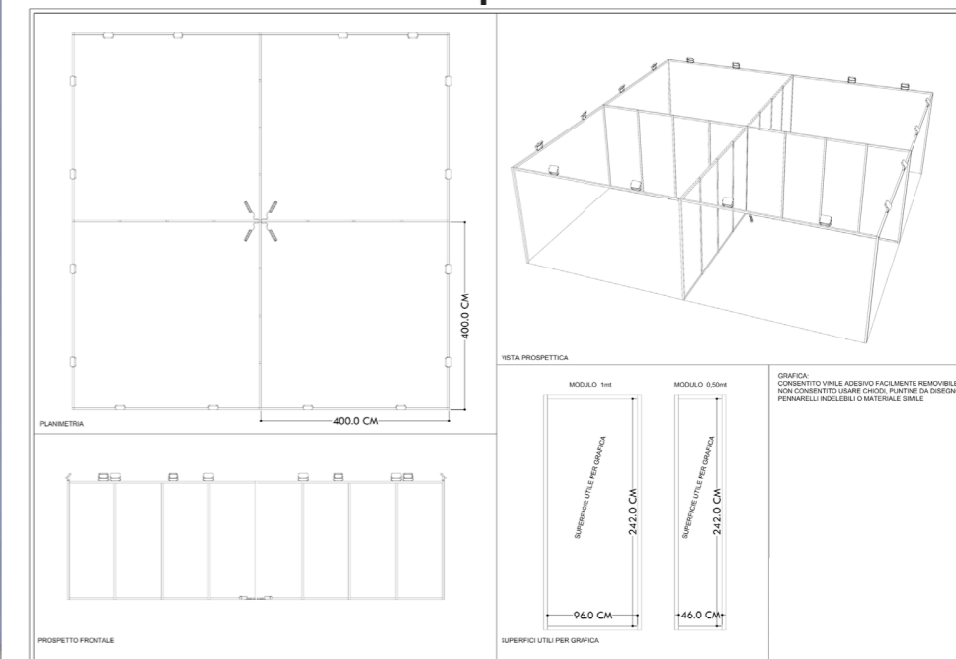 400.0 CM
400.0 CM
PLANIMETRIA
VISTA PROSPETTICA
PROSPETTO FRONTALE
MODULO 1mt
MODULO 0,50mt
SUPERFICIE UTILE PER GRAFICA
242.0 CM
96.0 CM
SUPERFICIE UTILE PER GRAFICA
242.0 CM
46.0 CM
SUPERFICI UTILI PER GRAFICA
GRAFICA:
CONSENTITO VINILE ADESIVO FACILMENTE REMOVIBILE
NON CONSENTITO USARE CHIODI, PUNTINE DA DISEGNO
PENNARELLI INDELEBILI O MATERIALE SIMILE